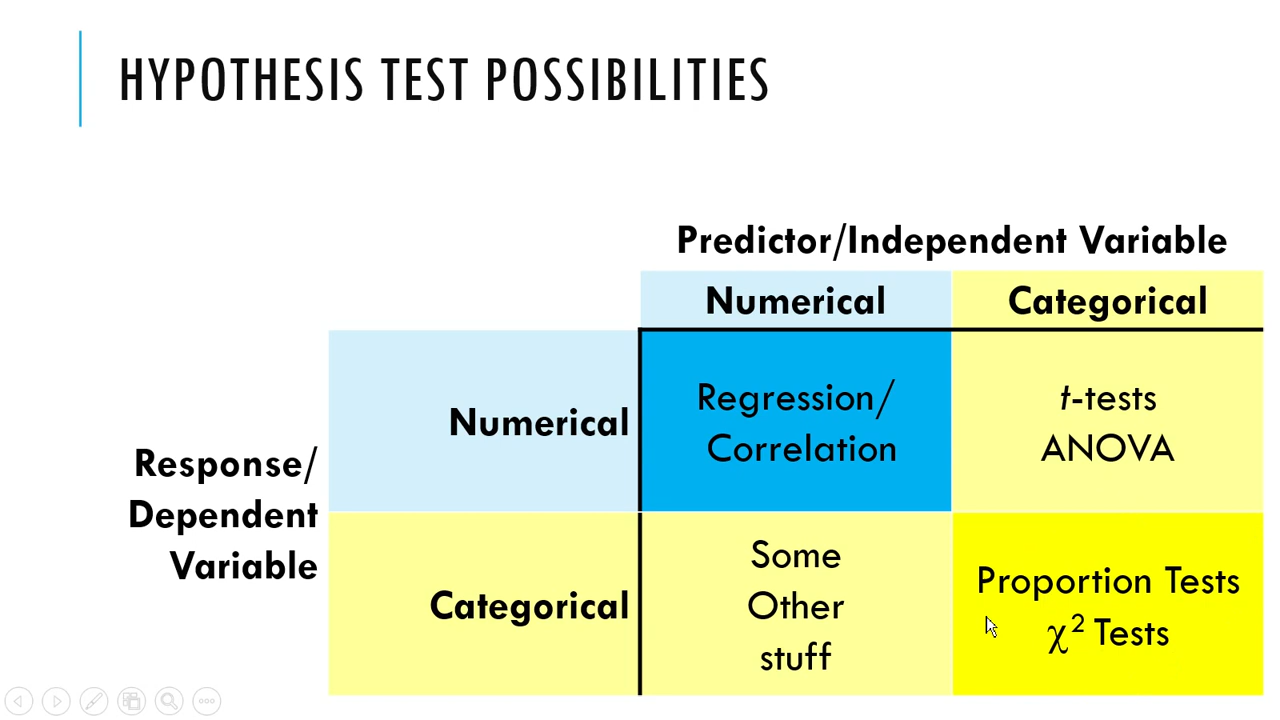 HYPOTHESIS TEST POSSIBILITIES
Predictor/Independent Variable
Numerical Categorical
Response/
Dependent
Variable
Numerical
Regression/
Correlation
t-tests
ANOVA
Categorical
Some
Other
stuff
Proportion Tests
χ² Tests